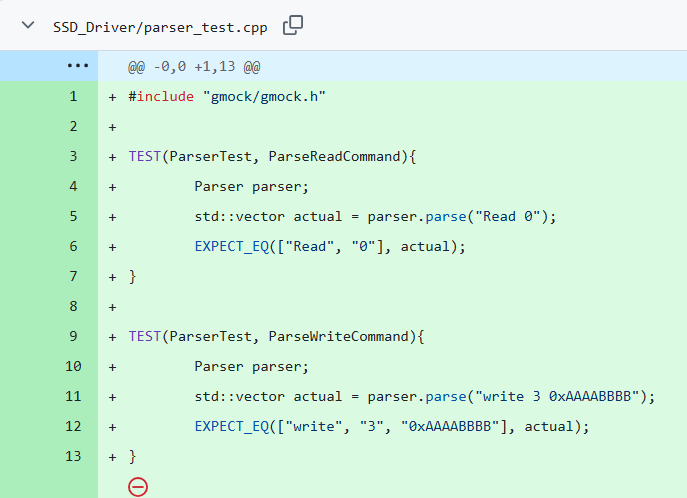 SSD_Driver/parser_test.cpp
@@ -0,0 +1,13 @@
1 + #include "gmock/gmock.h"
2 +
3 + TEST(ParserTest, ParseReadCommand){
4 + Parser parser;
5 + std::vector actual = parser.parse("Read 0");
6 + EXPECT_EQ(["Read", "0"], actual);
7 + }
8 +
9 + TEST(ParserTest, ParseWriteCommand){
10 + Parser parser;
11 + std::vector actual = parser.parse("write 3 0xAAAABBBB");
12 + EXPECT_EQ(["write", "3", "0xAAAABBBB"], actual);
13 + }